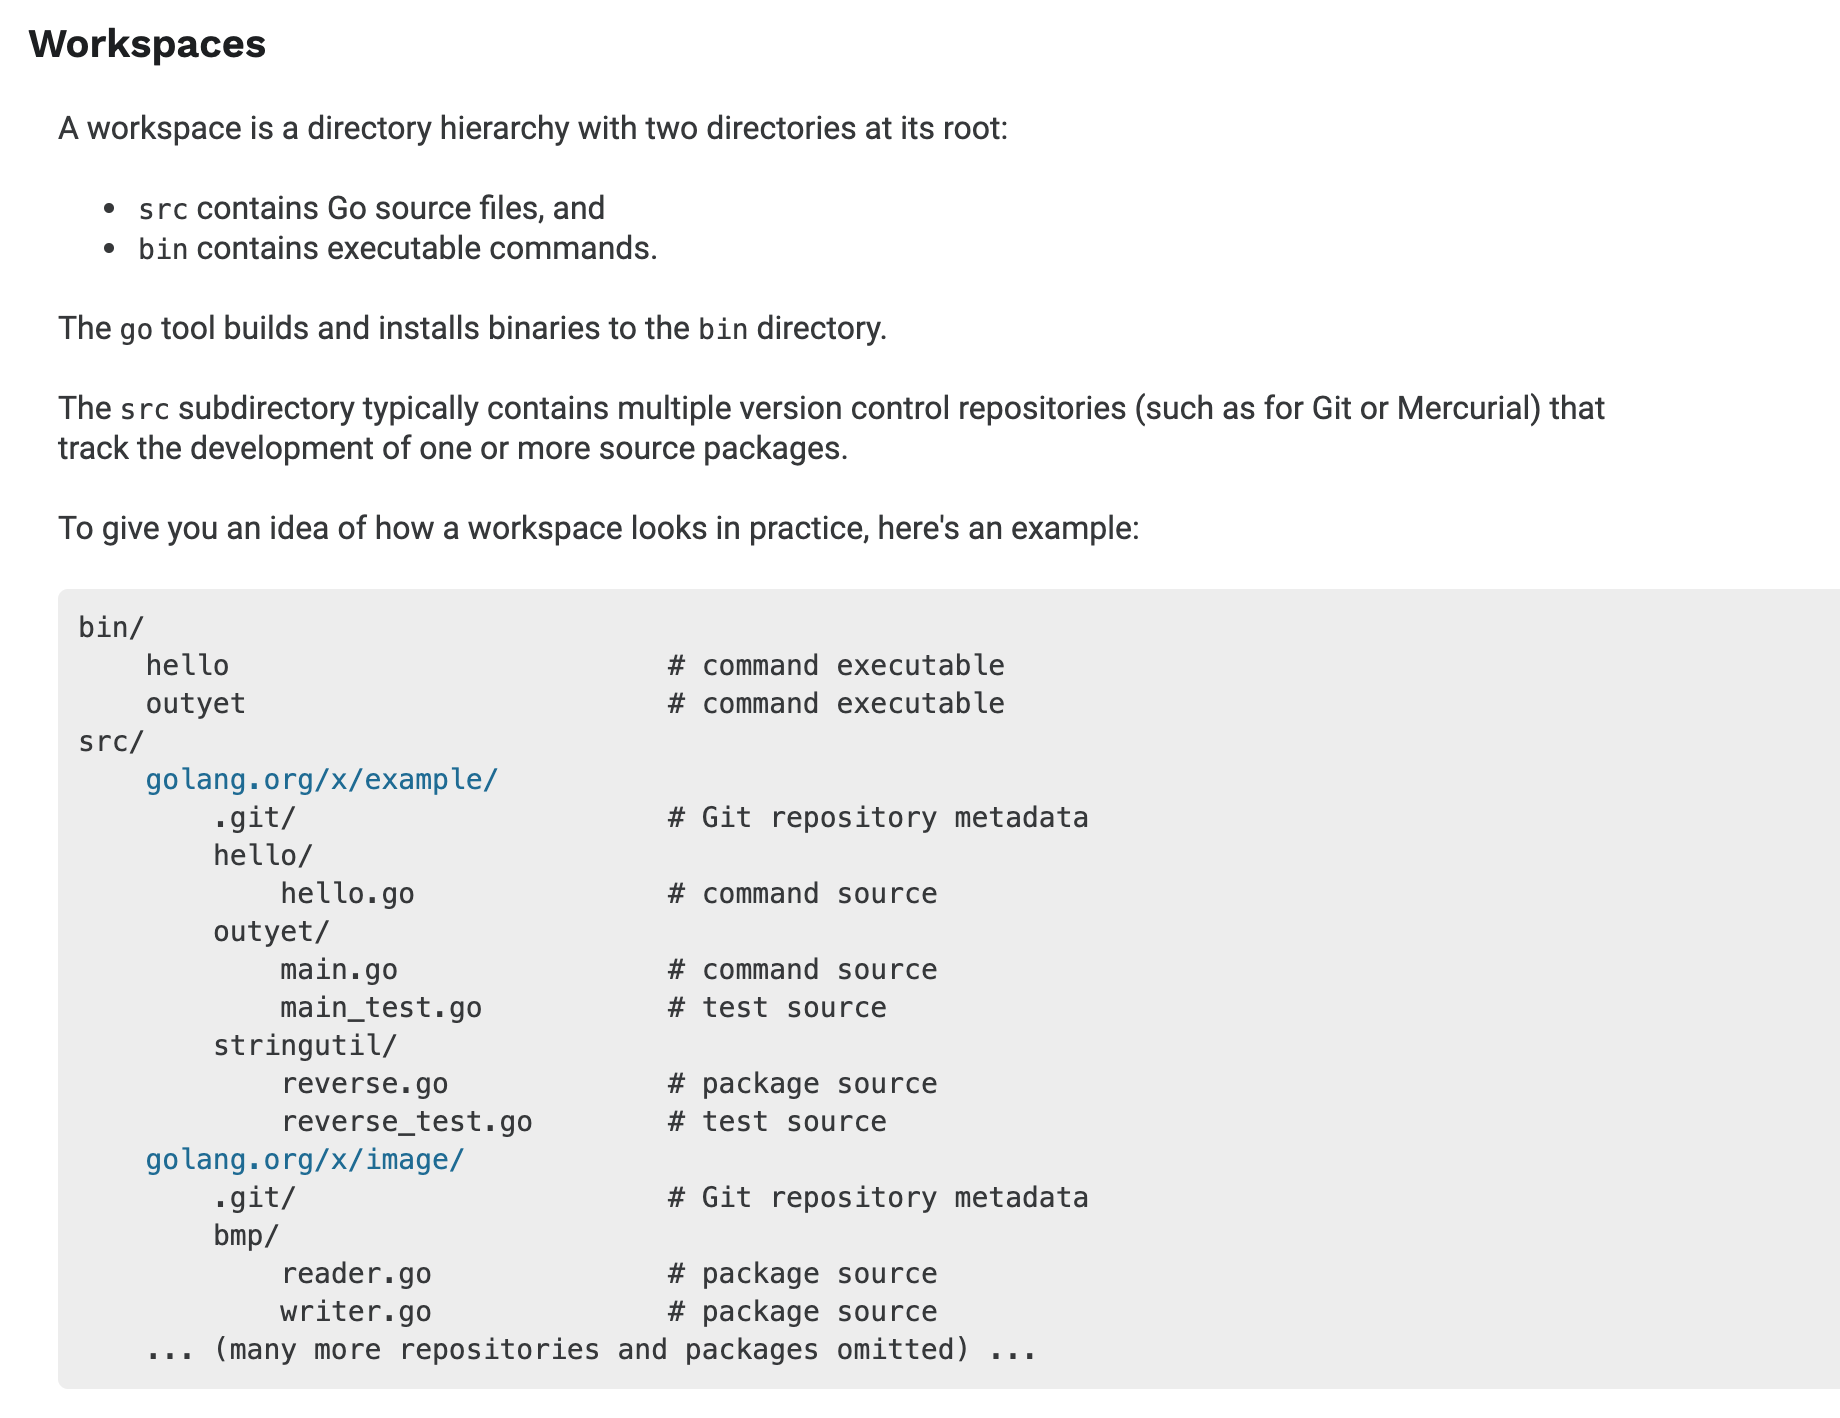 Workspaces
A workspace is a directory hierarchy with two directories at its root:
• src contains Go source files, and
• bin contains executable commands.
The go tool builds and installs binaries to the bin directory.
The src subdirectory typically contains multiple version control repositories (such as for Git or Mercurial) that
track the development of one or more source packages.
To give you an idea of how a workspace looks in practice, here's an example:
bin/
    hello                          # command executable
    outyet                         # command executable
src/
    golang.org/x/example/
        .git/                      # Git repository metadata
        hello/
            hello.go               # command source
        outyet/
            main.go                # command source
            main_test.go           # test source
        stringutil/
            reverse.go             # package source
            reverse_test.go        # test source
    golang.org/x/image/
        .git/                      # Git repository metadata
        bmp/
            reader.go              # package source
            writer.go              # package source
    ... (many more repositories and packages omitted) ...